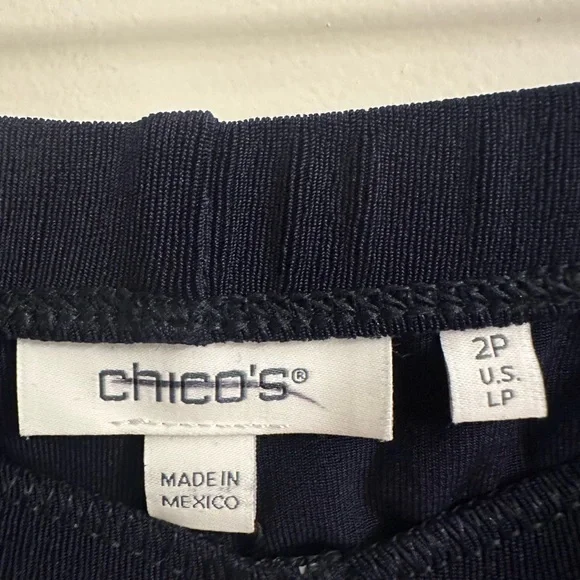 chico's®
2P
U.S.
LP
MADE IN
MEXICO